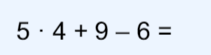 5 · 4 + 9 – 6 =